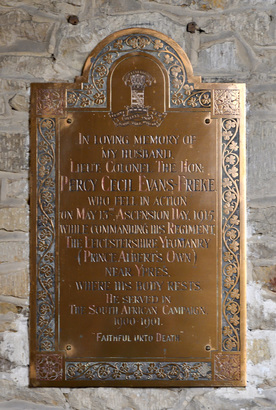 IN LOVING MEMORY OF
MY HUSBAND,
LIEUT COLONEL THE HON:
PERCY CECIL EVANS FREKE
WHO FELL IN ACTION
ON MAY 13TH, ASCENSION DAY, 1915,
WHILE COMMANDING HIS REGIMENT,
THE LEICESTERSHIRE YEOMANRY
(PRINCE ALBERT'S OWN)
NEAR YPRES,
WHERE HIS BODY RESTS.
HE SERVED IN
THE SOUTH AFRICAN CAMPAIGN
1900-1901.
"FAITHFUL UNTO DEATH"